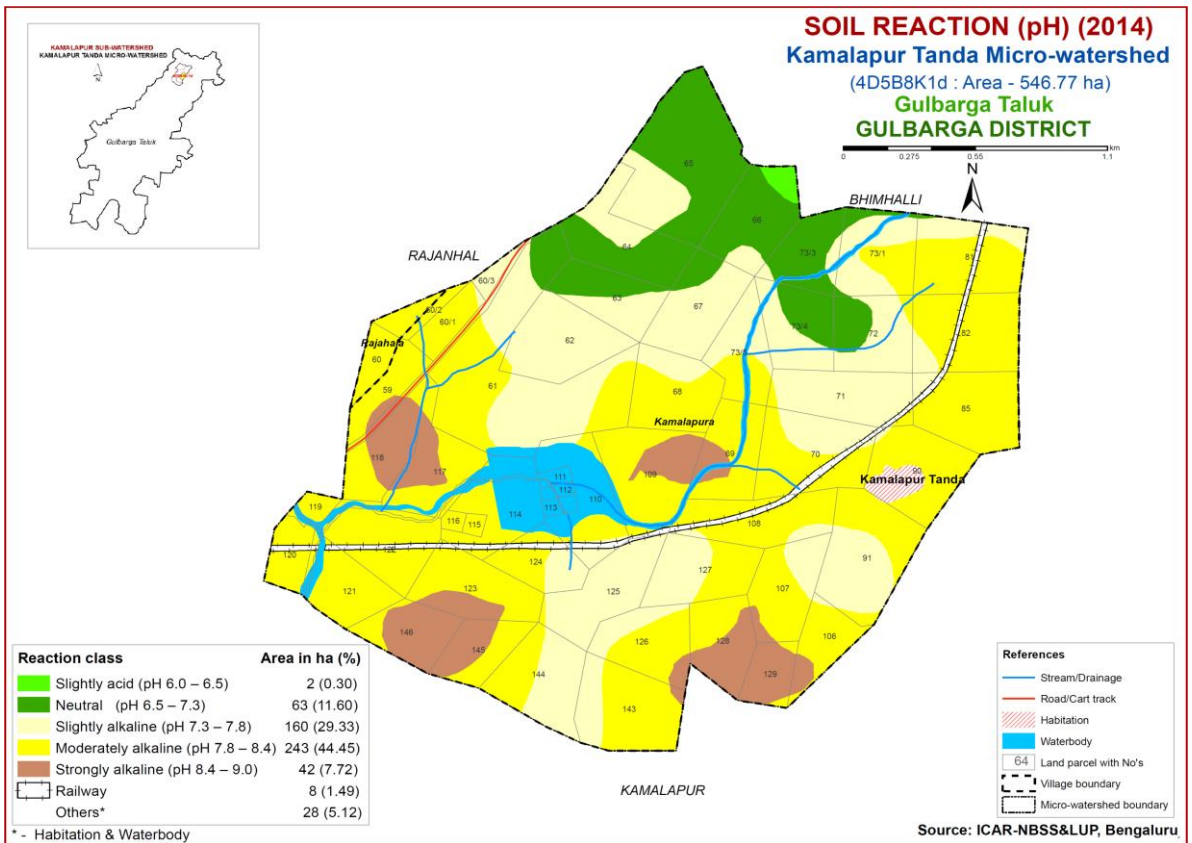 SOIL REACTION (pH) (2014)
Kamalapur Tanda Micro-watershed
(4D5B8K1d : Area - 546.77 ha)
Gulbarga Taluk
GULBARGA DISTRICT
km
0 0.275 0.55 1.1
N
KAMALAPUR SUB-WATERSHED
KAMALAPUR TANDA MICRO-WATERSHED
N
Gulbarga Taluk
BHIMHALLI
RAJANHAL
KAMALAPUR
Rajahala
Kamalapura
Kamalapur Tanda
65
66
64
73/3
73/1
81
60/3
63
67
60/2
60/1
73/4
72
82
62
73/5
60
59
61
68
71
85
118
117
109
69
70
90
111
112
110
113
114
119
116
115
108
120
122
124
91
121
123
125
127
107
146
145
126
128
106
144
129
143
Reaction class Area in ha (%)
Slightly acid (pH 6.0 – 6.5) 2 (0.30)
Neutral (pH 6.5 – 7.3) 63 (11.60)
Slightly alkaline (pH 7.3 – 7.8) 160 (29.33)
Moderately alkaline (pH 7.8 – 8.4) 243 (44.45)
Strongly alkaline (pH 8.4 – 9.0) 42 (7.72)
Railway 8 (1.49)
Others* 28 (5.12)
* - Habitation & Waterbody
References
Stream/Drainage
Road/Cart track
Habitation
Waterbody
64 Land parcel with No's
Village boundary
Micro-watershed boundary
Source: ICAR-NBSS&LUP, Bengaluru